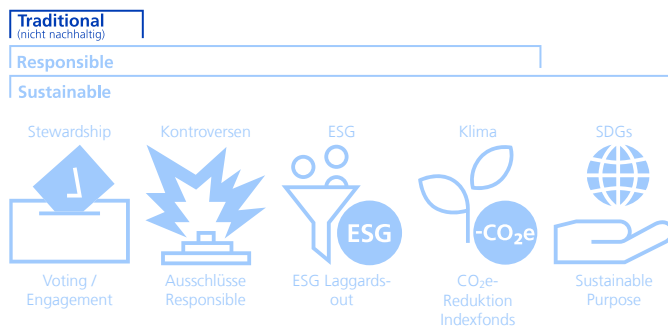 Traditional
(nicht nachhaltig)
Responsible
Sustainable
Stewardship
Kontroversen
ESG
Klima
SDGs
ESG
-CO₂e
Voting /
Engagement
Ausschlüsse
Responsible
ESG Laggards-
out
CO₂e-
Reduktion
Indexfonds
Sustainable
Purpose